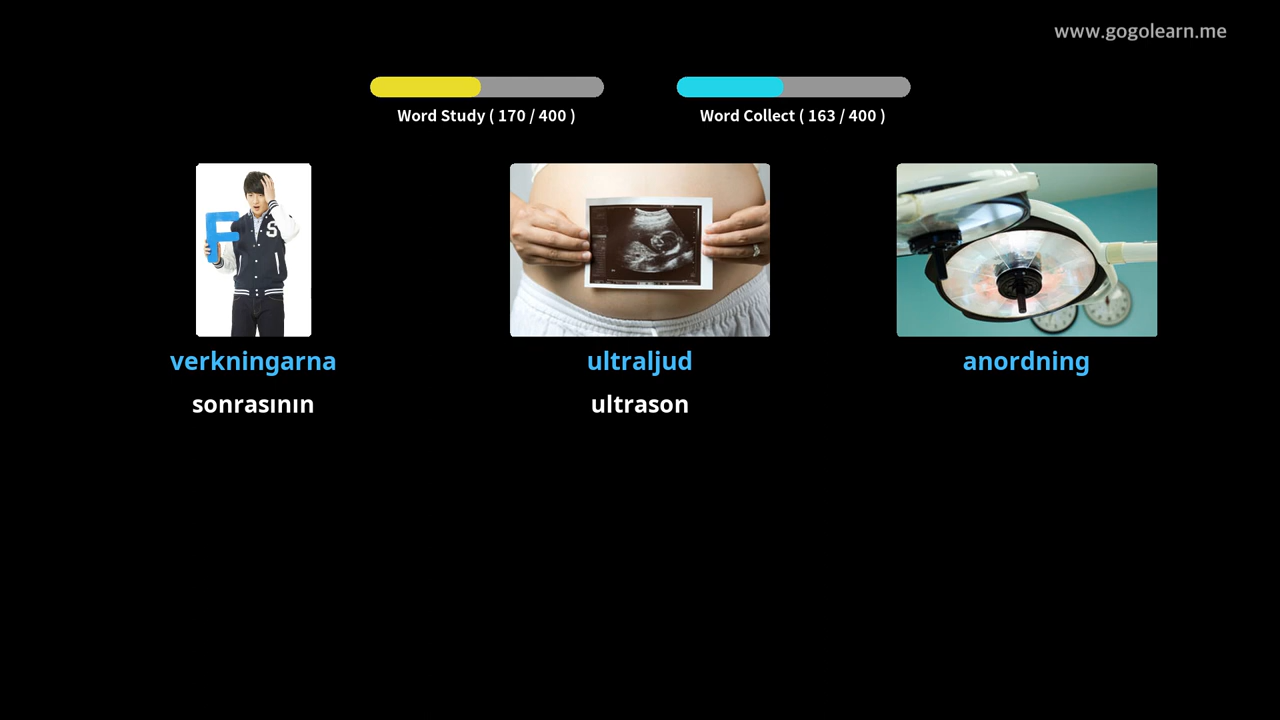 www.gogolearn.me
Word Study ( 170 / 400 )
Word Collect ( 163 / 400 )
F
S
verkningarna
ultraljud
anordning
sonrasının
ultrason